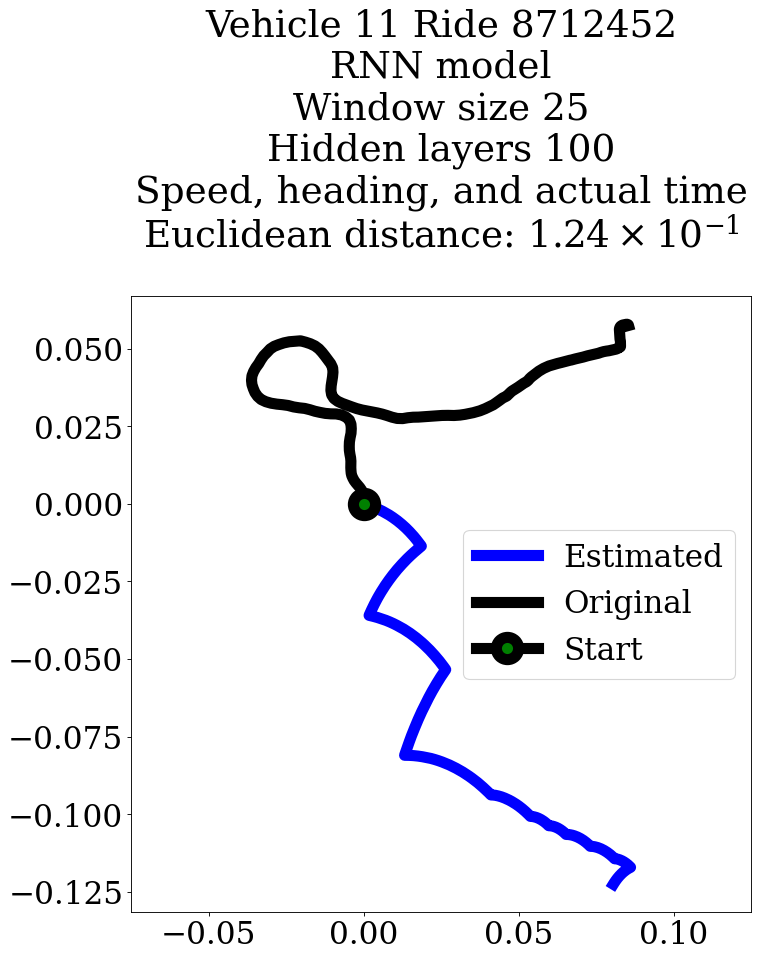 Vehicle 11 Ride 8712452
RNN model
Window size 25
Hidden layers 100
Speed, heading, and actual time
Euclidean distance: 1.24 × 10⁻¹
0.050
0.025
0.000
−0.025
−0.050
−0.075
−0.100
−0.125
Estimated
Original
Start
−0.05
0.00
0.05
0.10